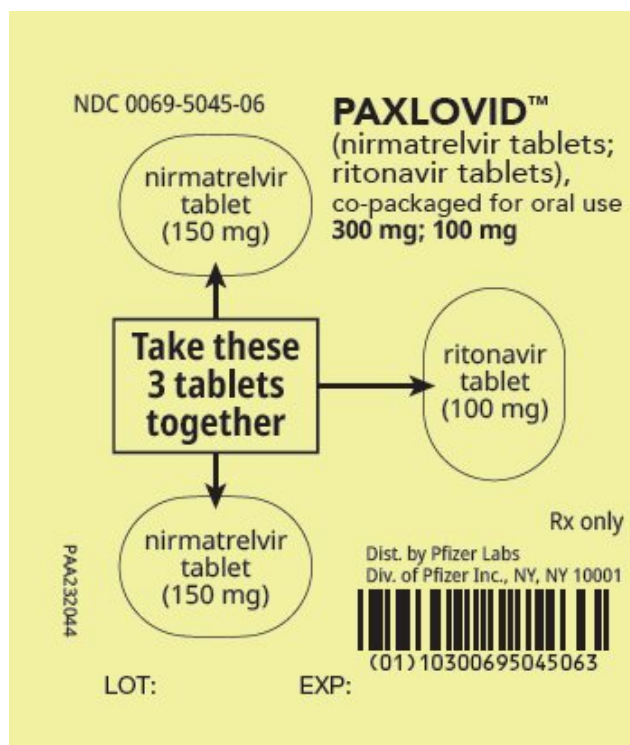 NDC 0069-5045-06
PAXLOVID™
(nirmatrelvir tablets;
ritonavir tablets),
co-packaged for oral use
300 mg; 100 mg
nirmatrelvir
tablet
(150 mg)
Take these
3 tablets
together
ritonavir
tablet
(100 mg)
nirmatrelvir
tablet
(150 mg)
Rx only
Dist. by Pfizer Labs
Div. of Pfizer Inc., NY, NY 10001
(01)10300695045063
PAA232044
LOT:
EXP: